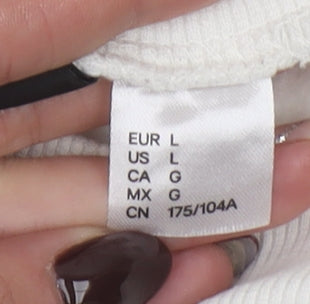 EUR L
US L
CA G
MX G
CN 175/104A